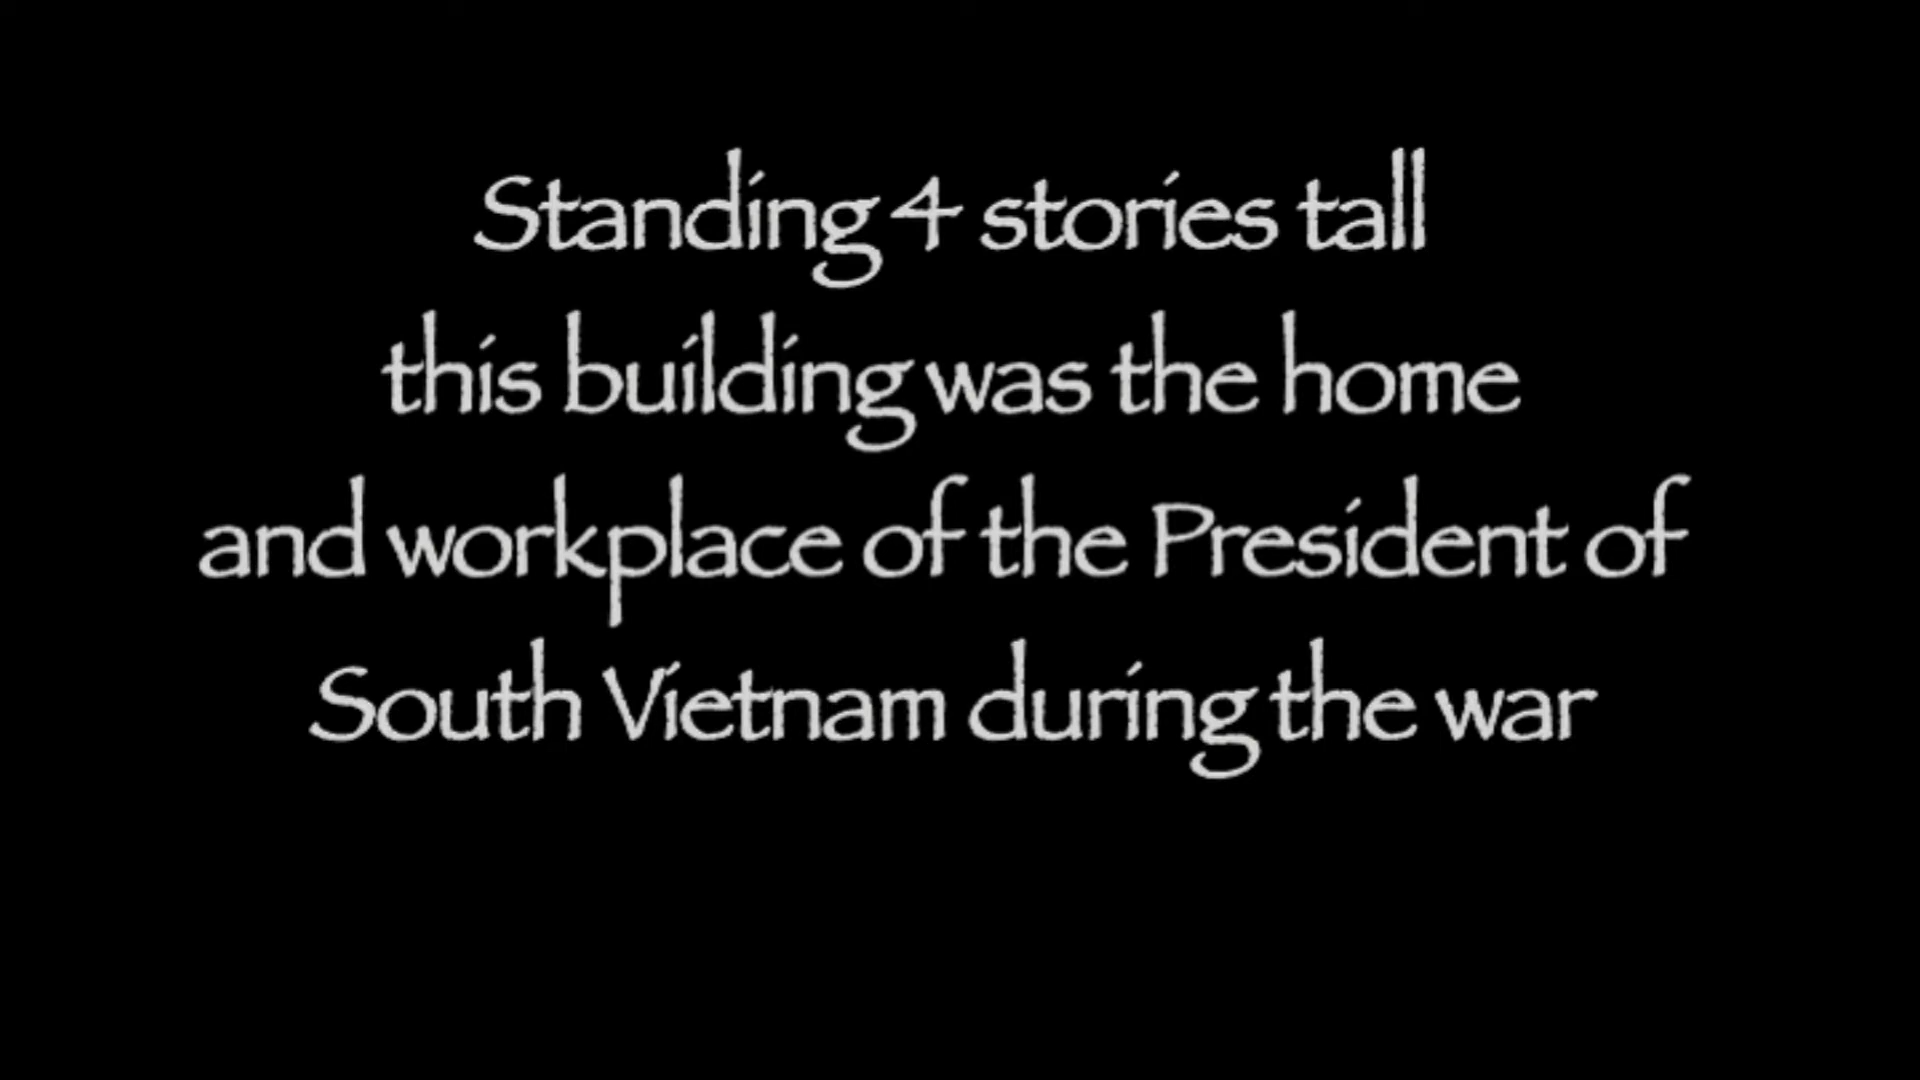 Standing 4 stories tall
this building was the home
and workplace of the President of
South Vietnam during the war